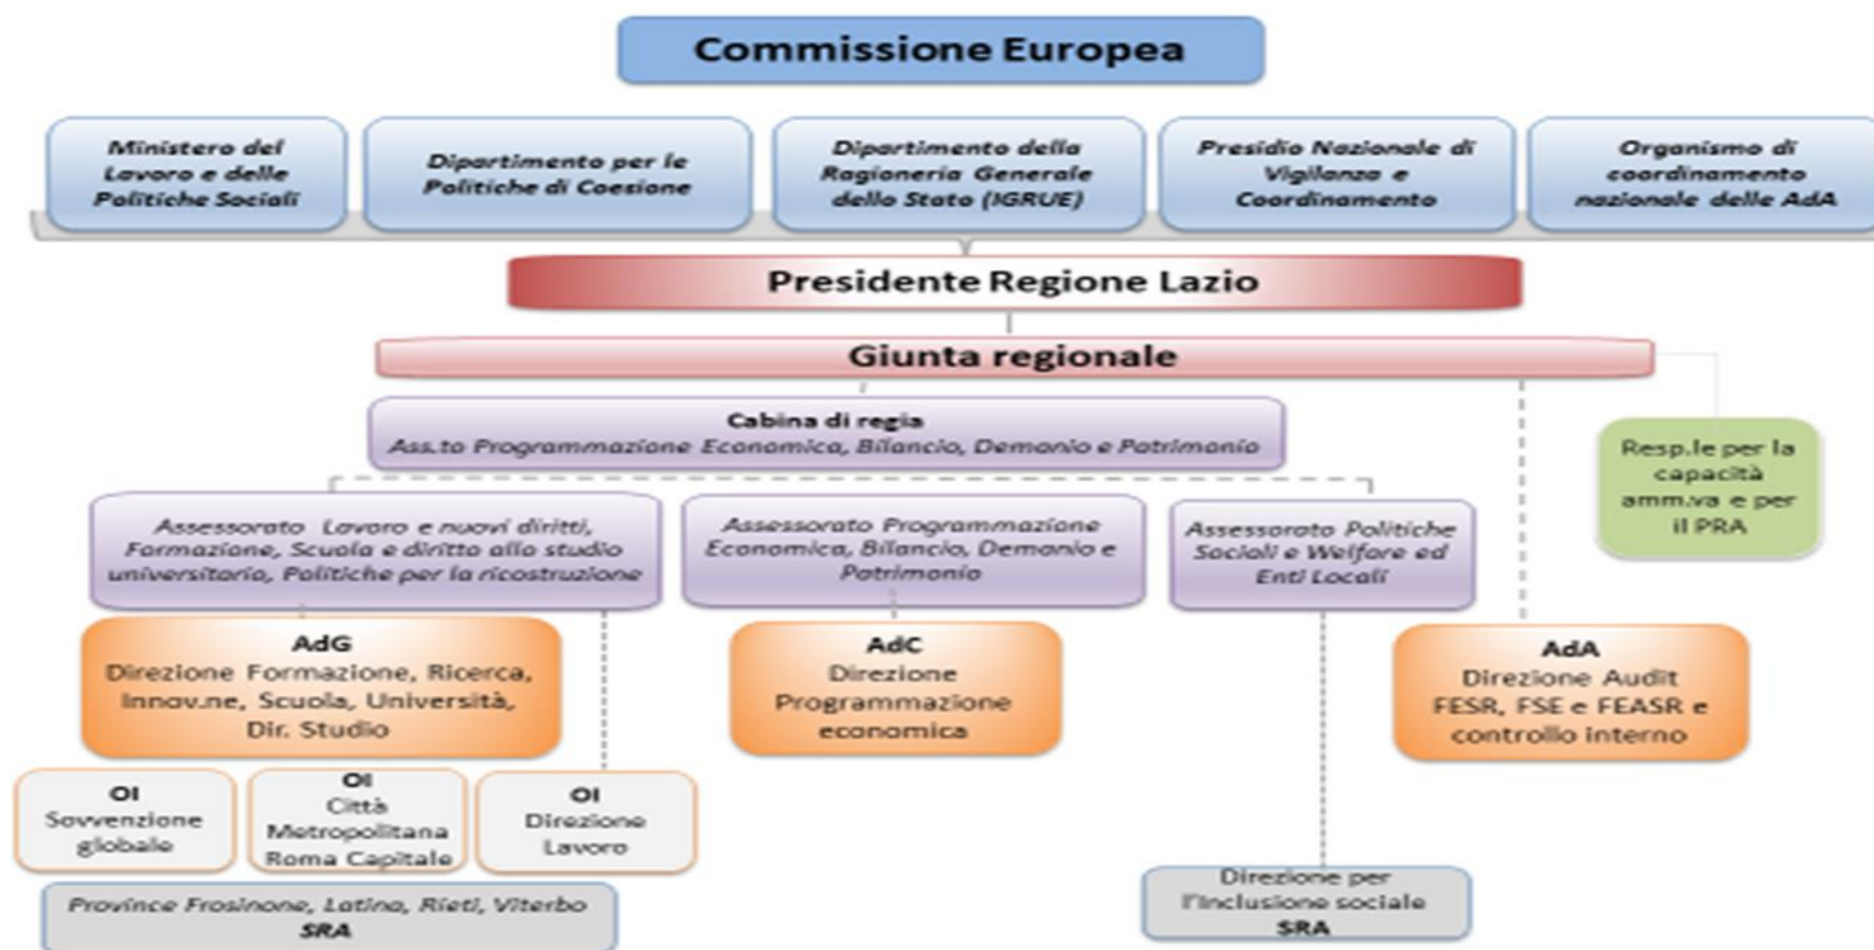 Commissione Europea
Ministero del
Lavoro e delle
Politiche Sociali
Dipartimento per le
Politiche di Coesione
Dipartimento della
Ragioneria Generale
dello Stato (IGRUE)
Presidio Nazionale di
Vigilanza e
Coordinamento
Organismo di
coordinamento
nazionale delle AdA
Presidente Regione Lazio
Giunta regionale
Cabina di regia
Ass.to Programmazione Economica, Bilancio, Demanio e Patrimonio
Resp.le per la
capacità
amm.va e per
il PRA
Assessorato Lavoro e nuovi diritti,
Formazione, Scuola e diritto allo studio
universitario, Politiche per la ricostruzione
Assessorato Programmazione
Economica, Bilancio, Demanio e
Patrimonio
Assessorato Politiche
Sociali e Welfare ed
Enti Locali
AdG
Direzione Formazione, Ricerca,
Innov.ne, Scuola, Università,
Dir. Studio
AdC
Direzione
Programmazione
economica
AdA
Direzione Audit
FESR, FSE e FEASR e
controllo interno
OI
Sovvenzione
globale
OI
Città
Metropolitana
Roma Capitale
OI
Direzione
Lavoro
Province Frosinone, Latina, Rieti, Viterbo
SRA
Direzione per
l'Inclusione sociale
SRA